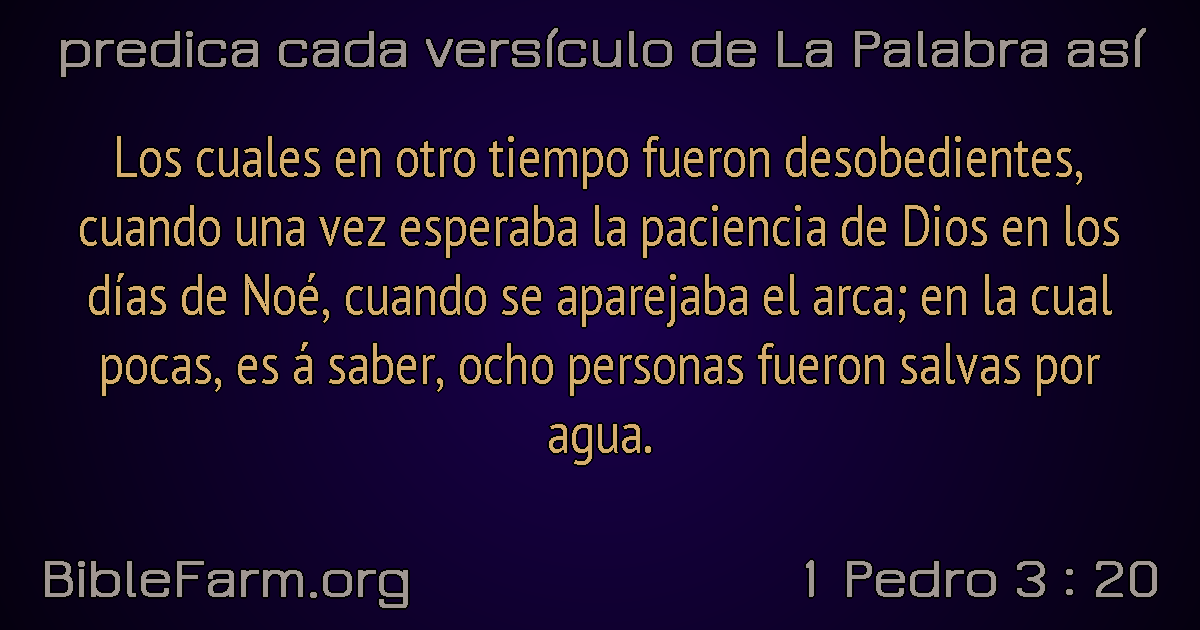 predica cada versículo de La Palabra así
Los cuales en otro tiempo fueron desobedientes,
cuando una vez esperaba la paciencia de Dios en los
días de Noé, cuando se aparejaba el arca; en la cual
pocas, es á saber, ocho personas fueron salvas por
agua.
BibleFarm.org
1 Pedro 3 : 20